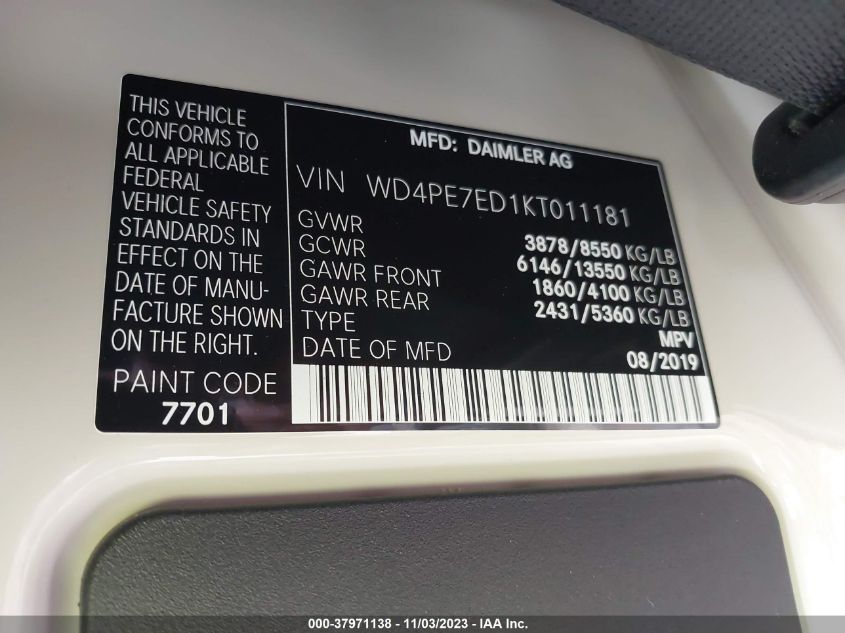 THIS VEHICLE
CONFORMS TO
ALL APPLICABLE
FEDERAL
VEHICLE SAFETY
STANDARDS IN
EFFECT ON THE
DATE OF MANU-
FACTURE SHOWN
ON THE RIGHT.
PAINT CODE
7701
MFD: DAIMLER AG
VIN WD4PE7ED1KT011181
GVWR 3878/8550 KG/LB
GCWR 6146/13550 KG/LB
GAWR FRONT 1860/4100 KG/LB
GAWR REAR 2431/5360 KG/LB
TYPE MPV
DATE OF MFD 08/2019
000-37971138 - 11/03/2023 - IAA Inc.